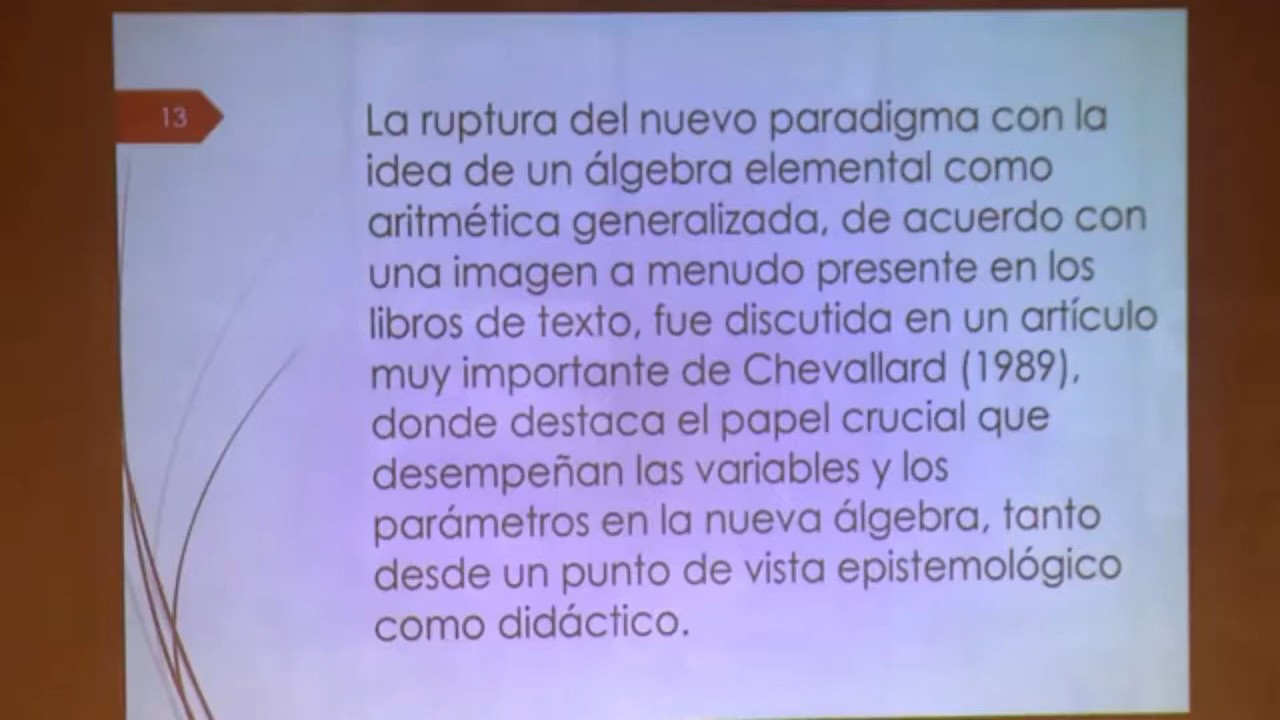 13
La ruptura del nuevo paradigma con la
idea de un álgebra elemental como
aritmética generalizada, de acuerdo con
una imagen a menudo presente en los
libros de texto, fue discutida en un artículo
muy importante de Chevallard (1989),
donde destaca el papel crucial que
desempeñan las variables y los
parámetros en la nueva álgebra, tanto
desde un punto de vista epistemológico
como didáctico.